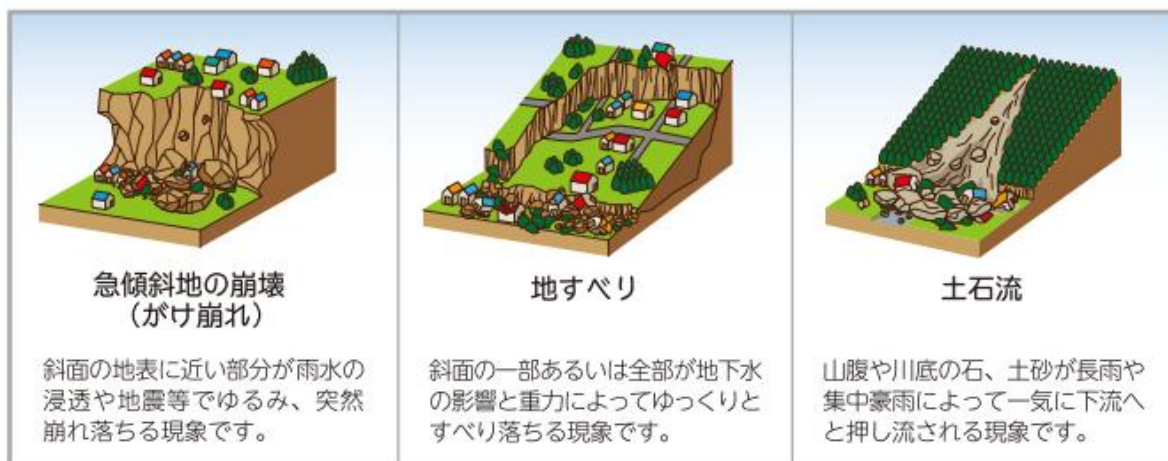 急傾斜地の崩壊
（がけ崩れ）
斜面の地表に近い部分が雨水の
浸透や地震等でゆるみ、突然
崩れ落ちる現象です。
地すべり
斜面の一部あるいは全部が地下水
の影響と重力によってゆっくりと
すべり落ちる現象です。
土石流
山腹や川底の石、土砂が長雨や
集中豪雨によって一気に下流へ
と押し流される現象です。